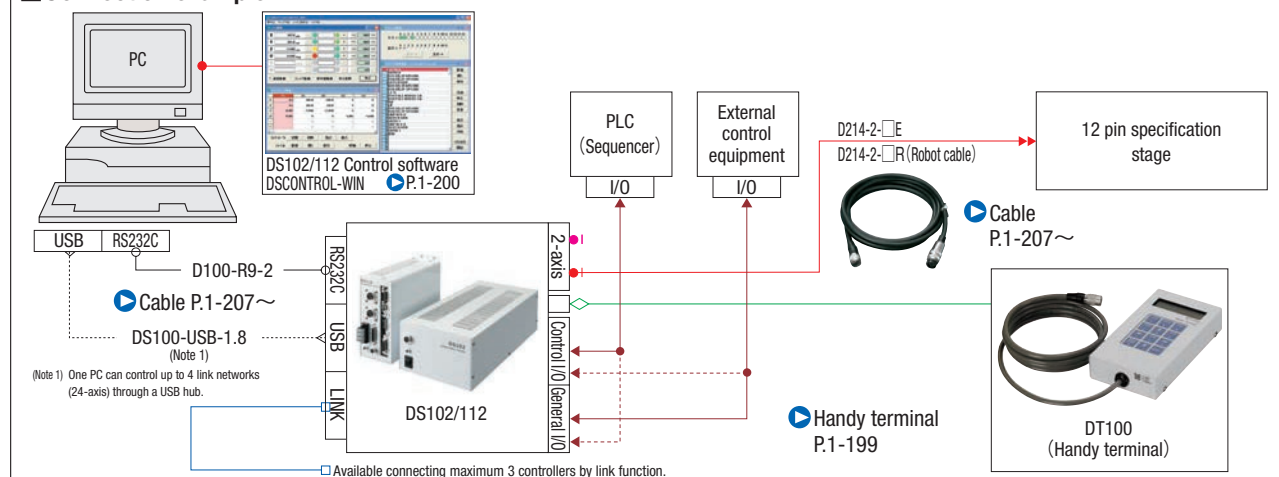 PC
DS102/112 Control software
DSCONTROL-WIN P.1-200
USB RS232C
D100-R9-2
Cable P.1-207～
DS100-USB-1.8
(Note 1)
(Note 1) One PC can control up to 4 link networks
(24-axis) through a USB hub.
RS232C
USB
LINK
DS102/112
2-axis
Control I/O
General I/O
Available connecting maximum 3 controllers by link function.
PLC
(Sequencer)
I/O
External
control
equipment
I/O
D214-2-□E
D214-2-□R(Robot cable)
12 pin specification
stage
Cable
P.1-207～
Handy terminal
P.1-199
DT100
(Handy terminal)